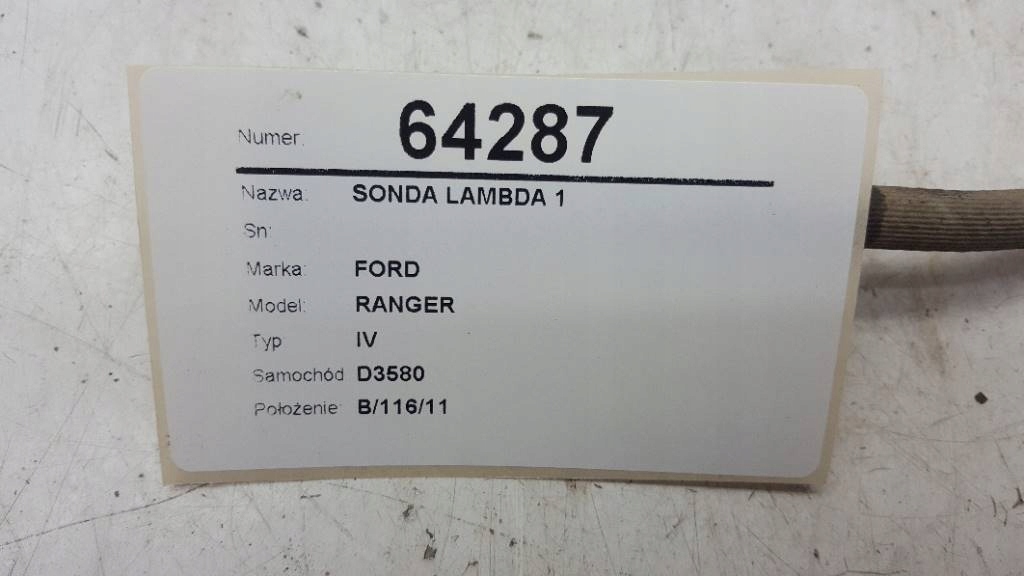 Numer: 64287
Nazwa: SONDA LAMBDA 1
Sn:
Marka: FORD
Model: RANGER
Typ IV
Samochód D3580
Położenie: B/116/11